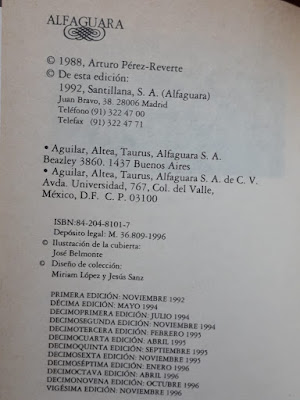 ALFAGUARA
© 1988, Arturo Pérez-Reverte
© De esta edición:
1992, Santillana, S. A. (Alfaguara)
Juan Bravo, 38. 28006 Madrid
Teléfono (91) 322 47 00
Telefax (91) 322 47 71
• Aguilar, Altea, Taurus, Alfaguara S. A.
Beazley 3860. 1437 Buenos Aires
• Aguilar, Altea, Taurus, Alfaguara S. A. de C. V.
Avda. Universidad, 767, Col. del Valle,
México, D.F. C. P. 03100
ISBN:84-204-8101-7
Depósito legal: M. 36.809-1996
© Ilustración de la cubierta:
José Belmonte
© Diseño de colección:
Miriam López y Jesús Sanz
PRIMERA EDICIÓN: NOVIEMBRE 1992
DÉCIMA EDICIÓN: MAYO 1994
DECIMOPRIMERA EDICIÓN: JULIO 1994
DECIMOSEGUNDA EDICIÓN: NOVIEMBRE 1994
DECIMOTERCERA EDICIÓN: FEBRERO 1995
DECIMOCUARTA EDICIÓN: ABRIL 1995
DECIMOQUINTA EDICIÓN: SEPTIEMBRE 1995
DECIMOSEXTA EDICIÓN: NOVIEMBRE 1995
DECIMOSÉPTIMA EDICIÓN: ENERO 1996
DECIMOCTAVA EDICIÓN: ABRIL 1996
DECIMONOVENA EDICIÓN: OCTUBRE 1996
VIGÉSIMA EDICIÓN: NOVIEMBRE 1996